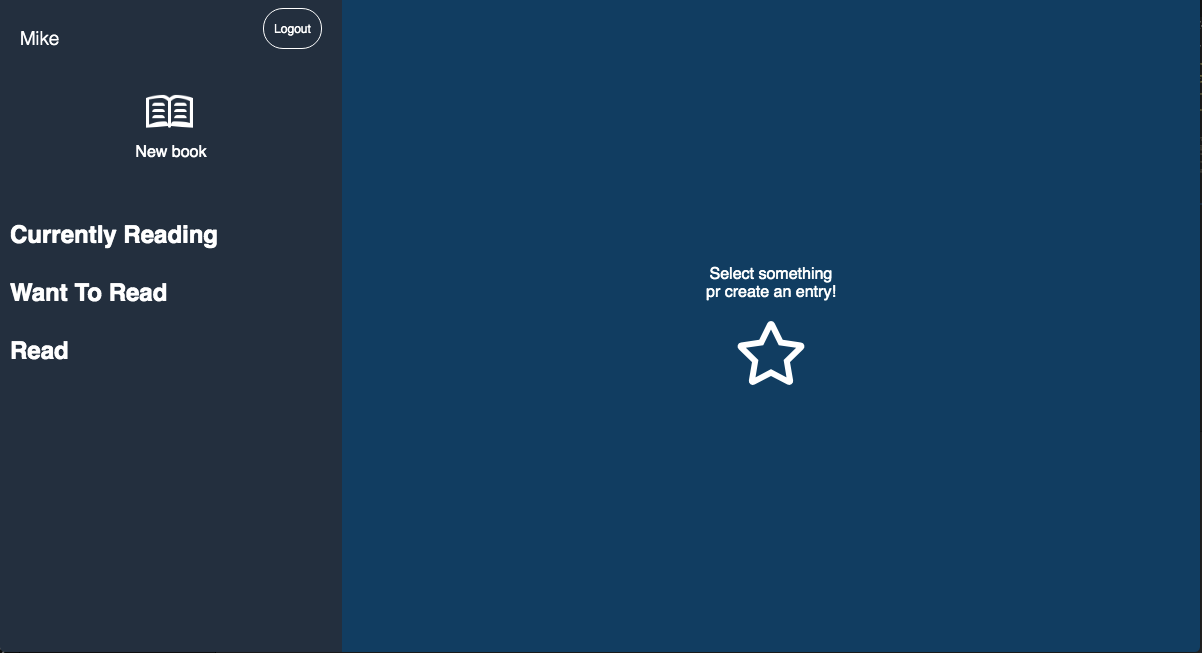 Mike
Logout
New book
Currently Reading
Want To Read
Read
Select something
pr create an entry!